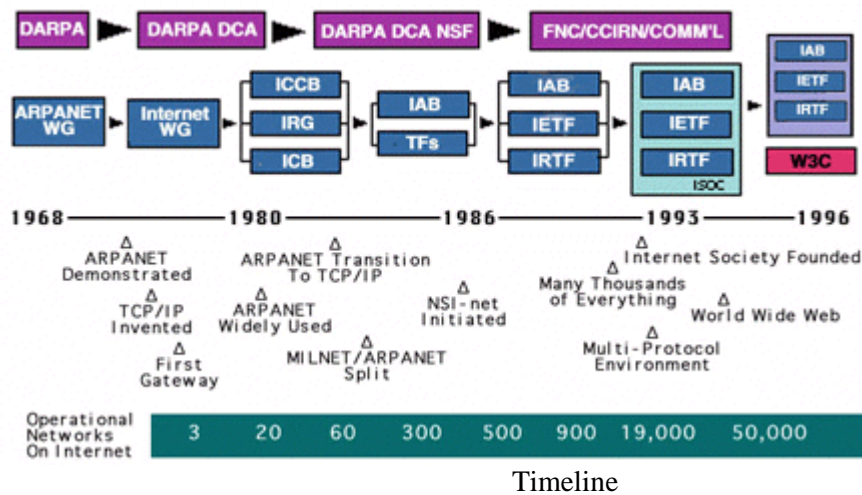 DARPA DARPA DCA DARPA DCA NSF FNC/CCIRN/COMM'L
ARPANET WG
Internet WG
ICCB
IRG
ICB
IAB
TFs
IAB
IETF
IRTF
IAB
IETF
IRTF
ISOC
IAB
IETF
IRTF
W3C
1968 1980 1986 1993 1996
ARPANET
Demonstrated
TCP/IP
Invented
First
Gateway
ARPANET Transition
To TCP/IP
ARPANET
Widely Used
MILNET/ARPANET
Split
NSI-net
Initiated
Internet Society Founded
Many Thousands
of Everything
World Wide Web
Multi-Protocol
Environment
Operational
Networks
On Internet
3 20 60 300 500 900 19,000 50,000
Timeline